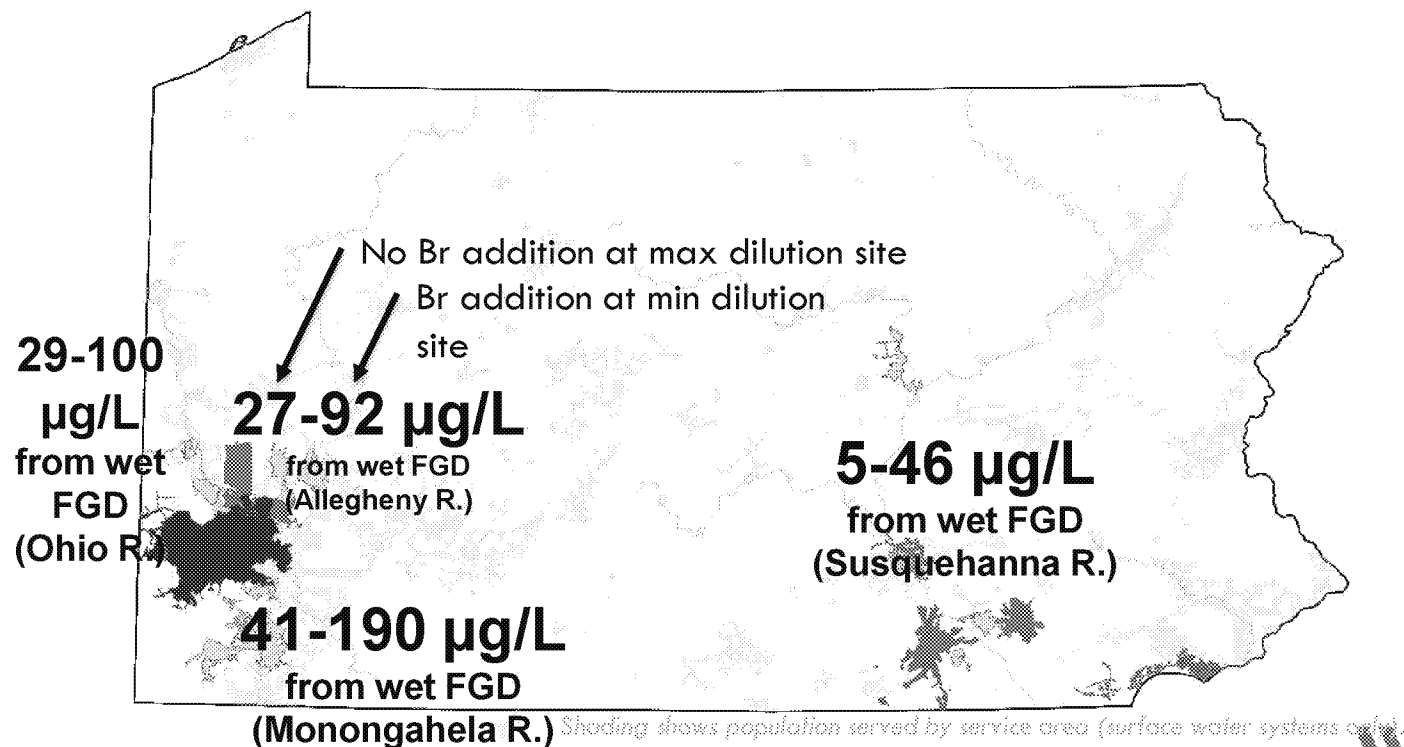 No Br addition at max dilution site
Br addition at min dilution
site
29-100
µg/L
from wet
FGD
(Ohio R.)
27-92 µg/L
from wet FGD
(Allegheny R.)
5-46 µg/L
from wet FGD
(Susquehanna R.)
41-190 µg/L
from wet FGD
(Monongahela R.)
Shading shows population served by service area (surface water systems only).